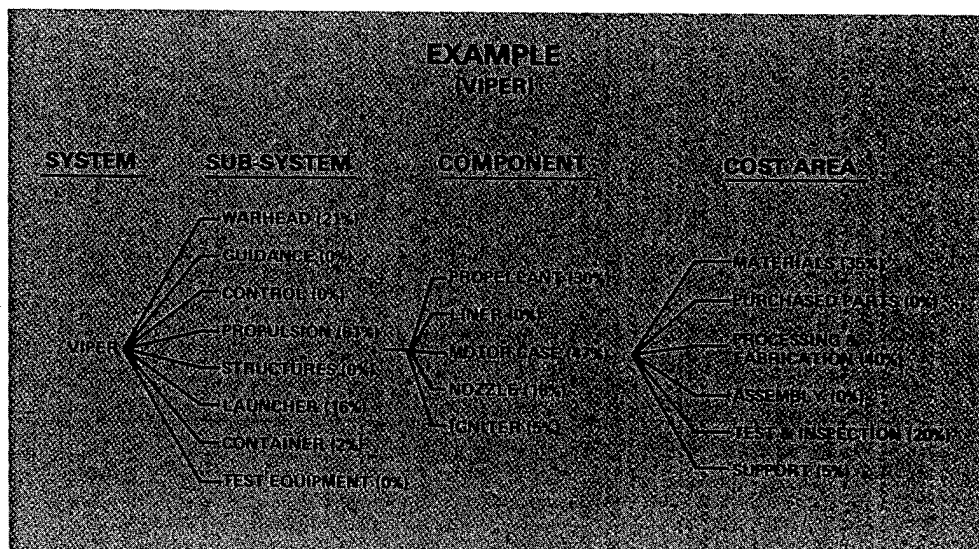 EXAMPLE
(VIPER)
SYSTEM
SUB-SYSTEM
COMPONENT
COST AREA
VIPER
WARHEAD (21%)
GUIDANCE (0%)
CONTROL (0%)
PROPULSION (61%)
STRUCTURES (0%)
LAUNCHER (16%)
CONTAINER (2%)
TEST EQUIPMENT (0%)
PROPELLANT (30%)
LINER (0%)
MOTOR CASE (47%)
NOZZLE (18%)
IGNITER (5%)
MATERIALS (35%)
PURCHASED PARTS (0%)
PROCESSING &
FABRICATION (40%)
ASSEMBLY (0%)
TEST & INSPECTION (20%)
SUPPORT (5%)